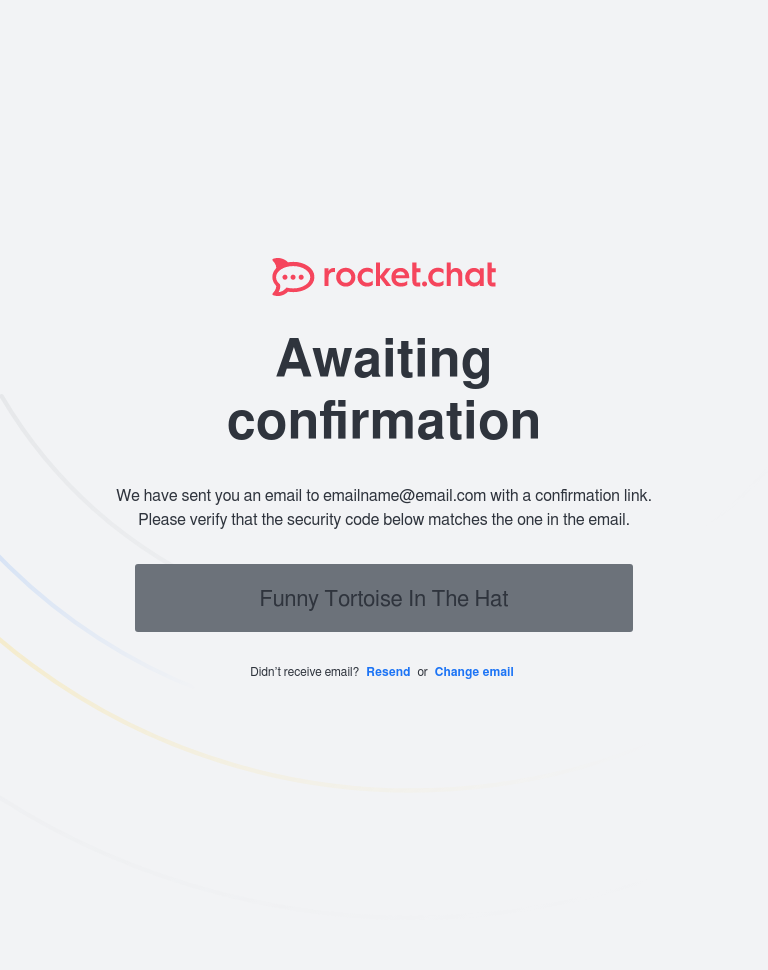 rocket.chat
Awaiting
confirmation
We have sent you an email to emailname@email.com with a confirmation link.
Please verify that the security code below matches the one in the email.
Funny Tortoise In The Hat
Didn't receive email? Resend or Change email